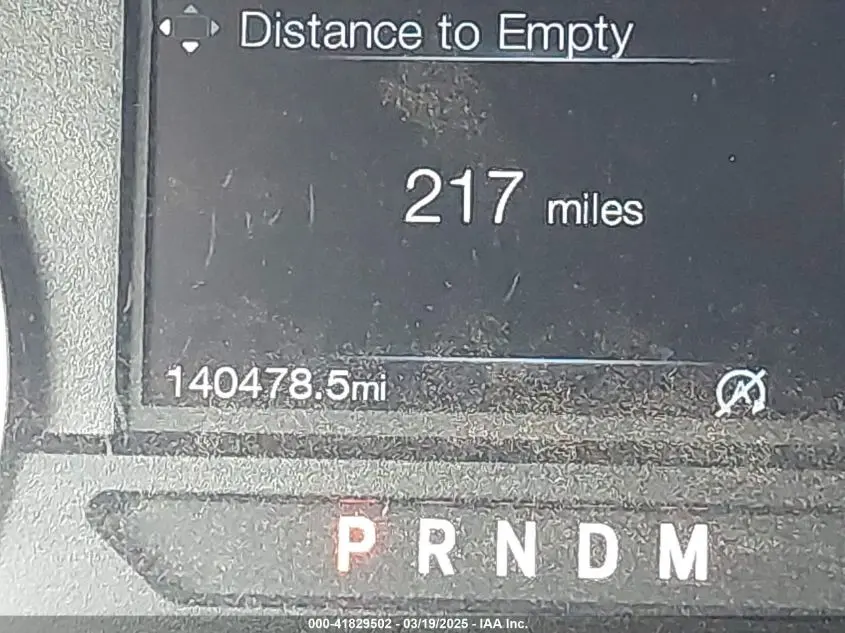 Distance to Empty
217 miles
140478.5mi
P R N D M
000-41829502 - 03/19/2025 - IAA Inc.